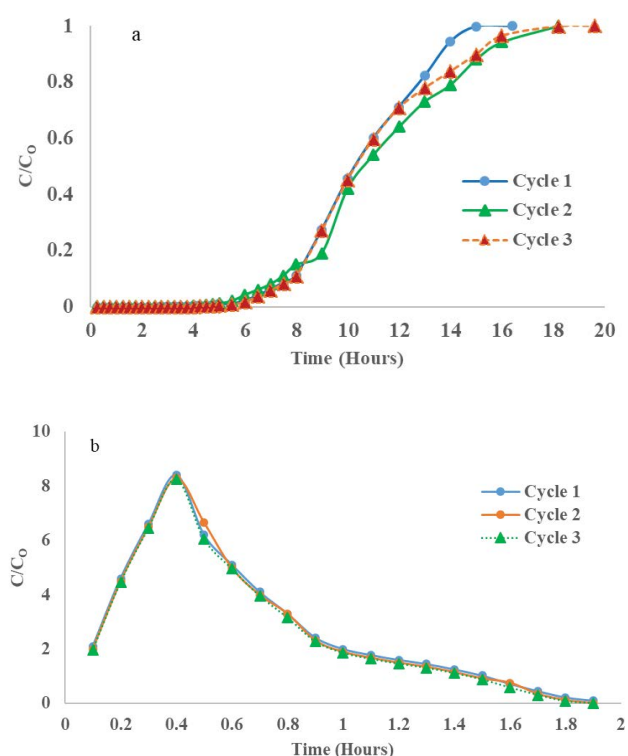 a
1
0.8
0.6
0.4
0.2
0
C/C₀
Cycle 1
Cycle 2
Cycle 3
0 2 4 6 8 10 12 14 16 18 20
Time (Hours)
b
10
8
6
4
2
0
C/C₀
Cycle 1
Cycle 2
Cycle 3
0 0.2 0.4 0.6 0.8 1 1.2 1.4 1.6 1.8 2
Time (Hours)